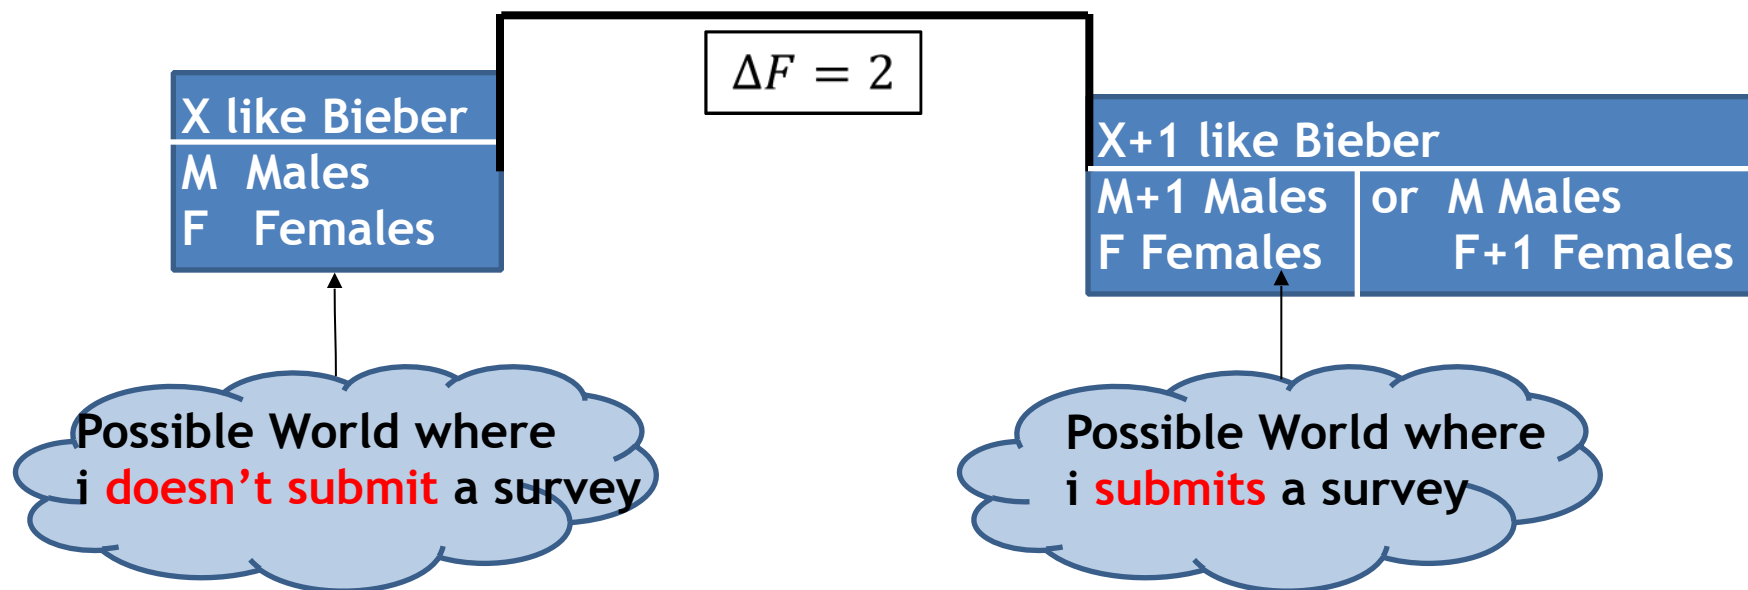 ΔF = 2
X like Bieber
M Males
F Females
X+1 like Bieber
M+1 Males
F Females
or M Males
F+1 Females
Possible World where
i doesn’t submit a survey
Possible World where
i submits a survey